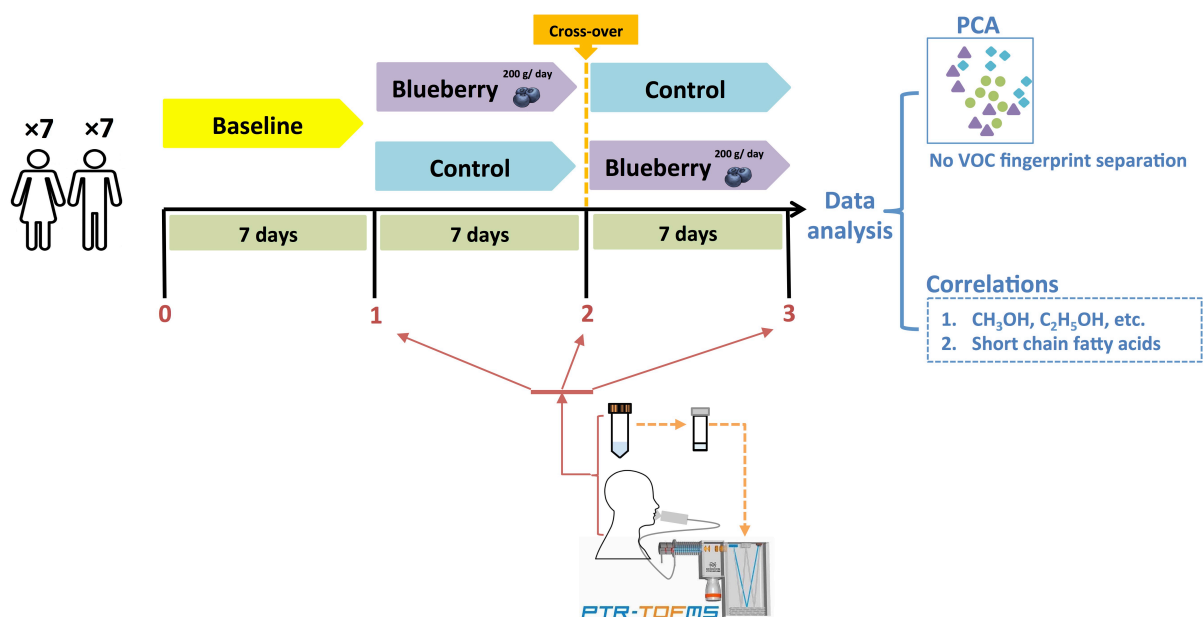 Cross-over
PCA
Blueberry 200 g/ day
Control
Baseline
×7 ×7
Control
Blueberry 200 g/ day
No VOC fingerprint separation
Data
analysis
7 days
7 days
7 days
0
1
2
3
Correlations
1. CH₃OH, C₂H₅OH, etc.
2. Short chain fatty acids
PTR-TOFMS